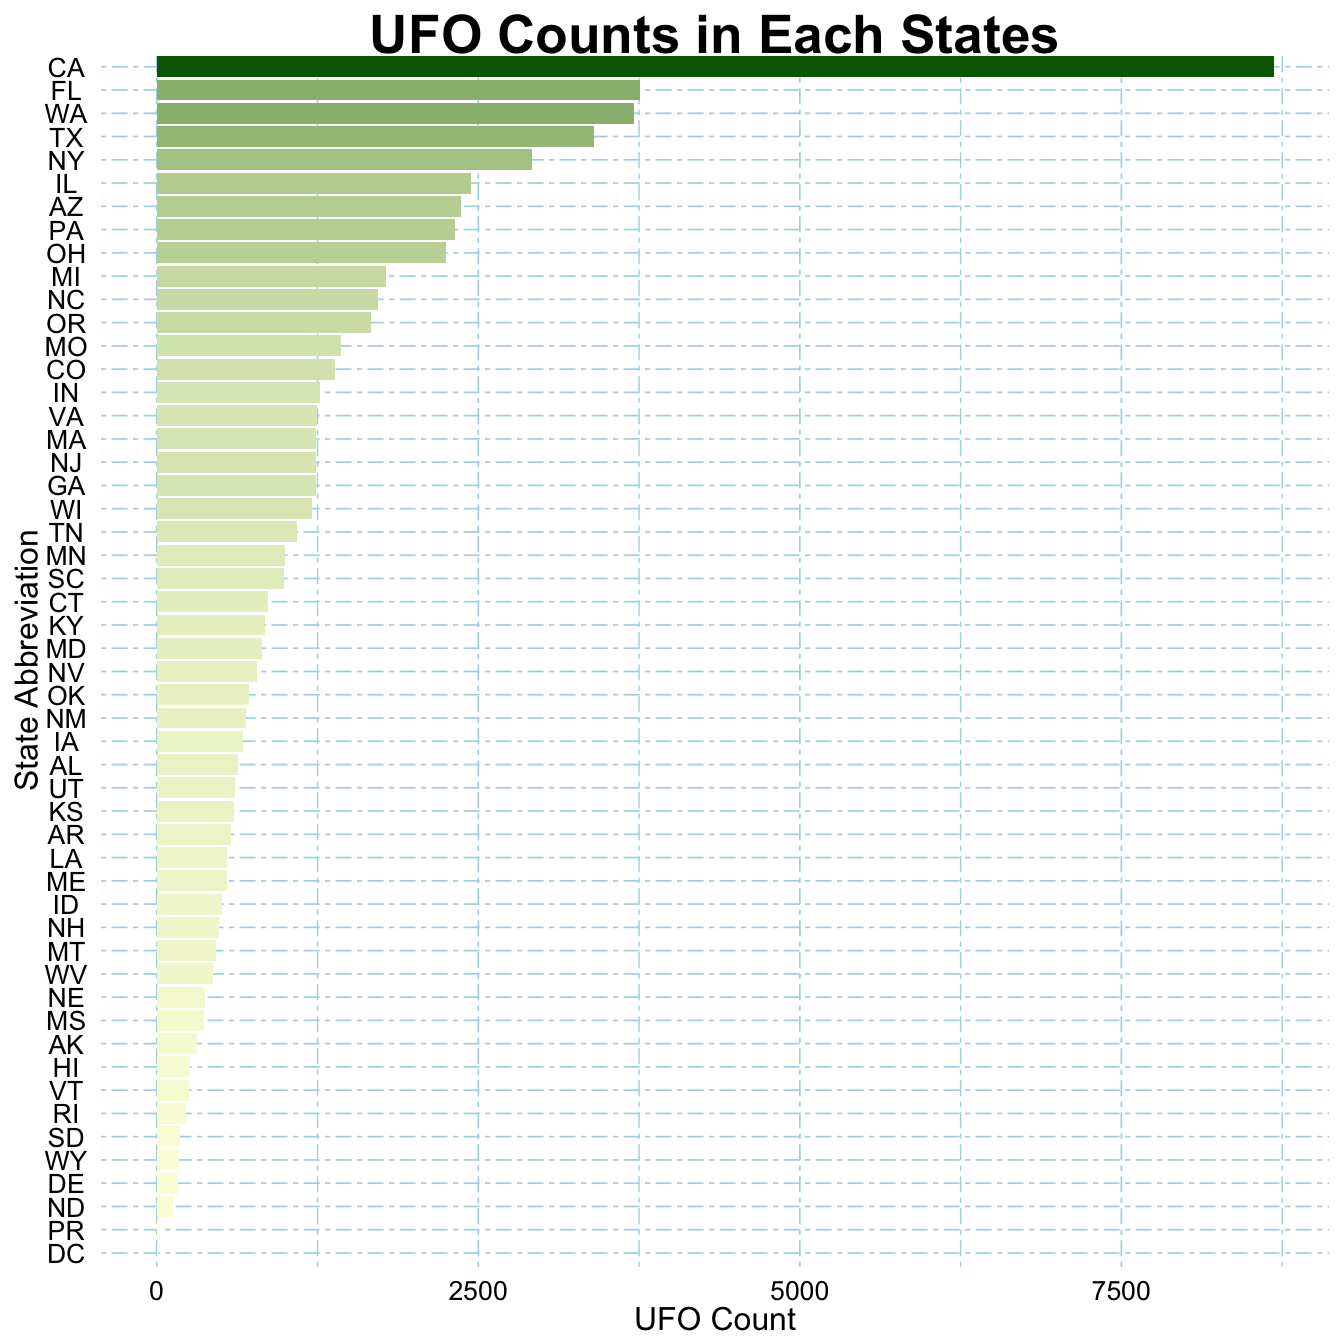 UFO Counts in Each States
CA
FL
WA
TX
NY
IL
AZ
PA
OH
MI
NC
OR
MO
CO
IN
VA
MA
NJ
GA
WI
TN
MN
SC
CT
KY
MD
NV
OK
NM
IA
AL
UT
KS
AR
LA
ME
ID
NH
MT
WV
NE
MS
AK
HI
VT
RI
SD
WY
DE
ND
PR
DC
State Abbreviation
0 2500 5000 7500
UFO Count